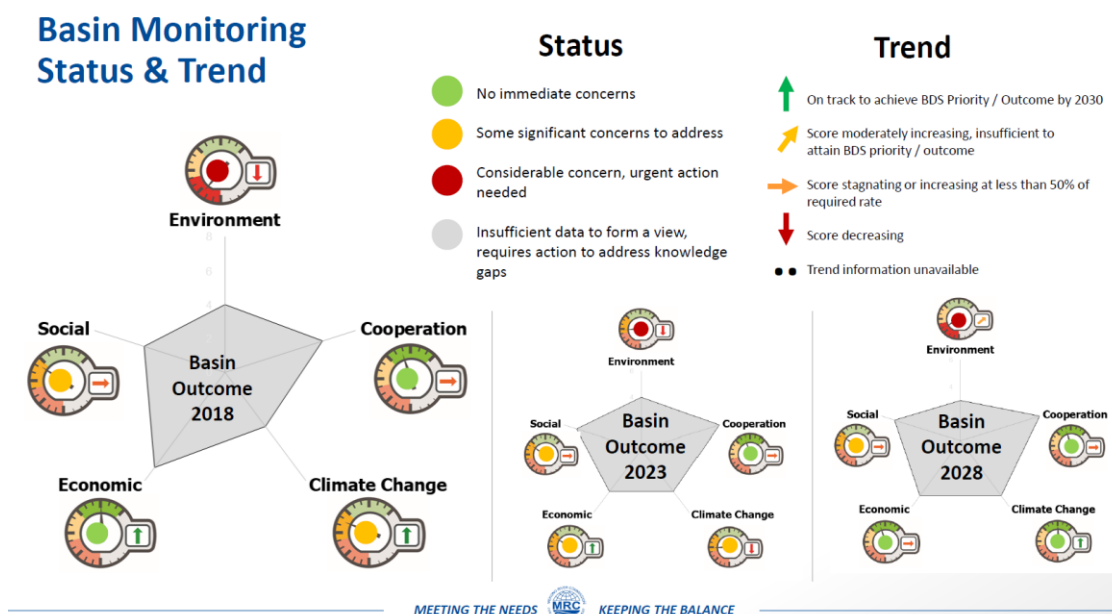 Basin Monitoring
Status & Trend
Status
No immediate concerns
Some significant concerns to address
Considerable concern, urgent action
needed
Insufficient data to form a view,
requires action to address knowledge
gaps
Trend
On track to achieve BDS Priority / Outcome by 2030
Score moderately increasing, insufficient to
attain BDS priority / outcome
Score stagnating or increasing at less than 50% of
required rate
Score decreasing
Trend information unavailable
Environment
8
6
4
Social
Cooperation
Basin
Outcome
2018
Economic
Climate Change
Environment
Social
Cooperation
Basin
Outcome
2023
Economic
Climate Change
Environment
Social
Cooperation
Basin
Outcome
2028
Economic
Climate Change
MEETING THE NEEDS
MRC
KEEPING THE BALANCE